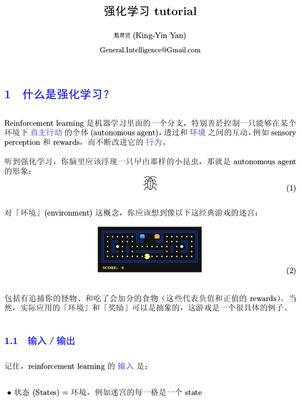 强化学习 tutorial
甄景贤 (King-Yin Yan)
General.Intelligence@Gmail.com
1 什么是强化学习？
Reinforcement learning 是机器学习里面的一个分支，特别善於控制一只能够在某个
环境下 自主行动 的个体 (autonomous agent)，透过和 环境 之间的互动，例如 sensory
perception 和 rewards，而不断改进它的 行为。
听到强化学习，你脑里应该浮现一只曱甴那样的小昆虫，那就是 autonomous agent
的形象：
(1)
对「环境」(environment) 这概念，你应该想到像以下这经典游戏的迷宫：
SCORE: 0
(2)
包括有追捕你的怪物、和吃了会加分的食物（这些代表负值和正值的 rewards）。当
然，实际应用的「环境」和「奖励」可以是抽象的，这游戏是一个很具体的例子。
1.1 输入 / 输出
记住，reinforcement learning 的 输入 是：
• 状态 (States) = 环境，例如迷宫的每一格是一个 state